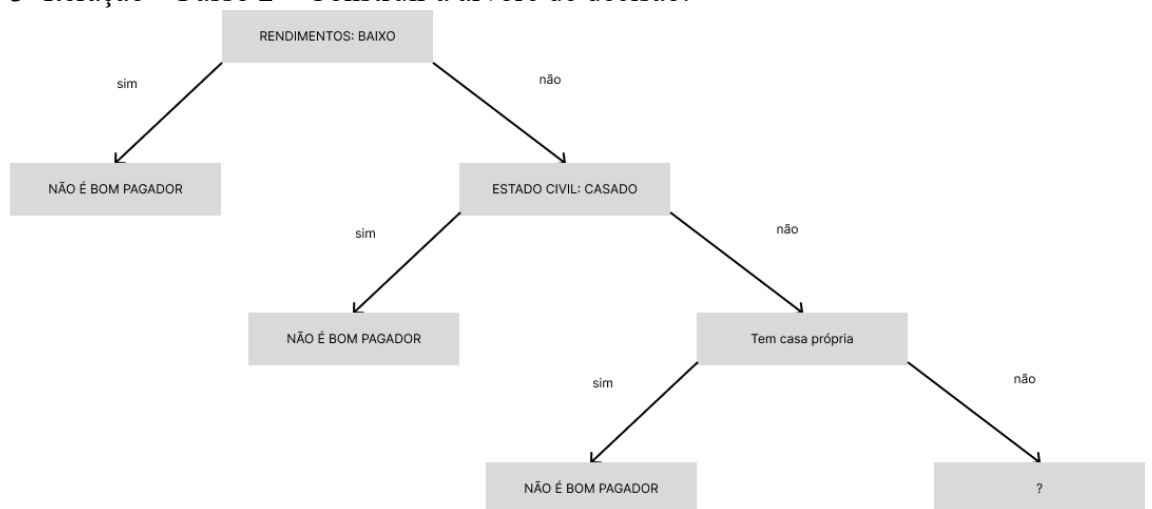 RENDIMENTOS: BAIXO
sim
não
NÃO É BOM PAGADOR
ESTADO CIVIL: CASADO
sim
não
NÃO É BOM PAGADOR
Tem casa própria
sim
não
NÃO É BOM PAGADOR
?